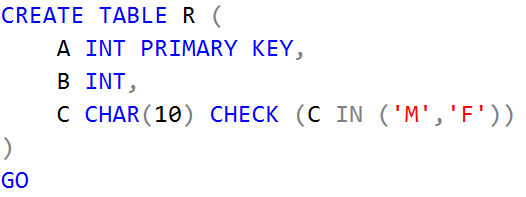 CREATE TABLE R (
    A INT PRIMARY KEY,
    B INT,
    C CHAR(10) CHECK (C IN ('M','F'))
)
GO